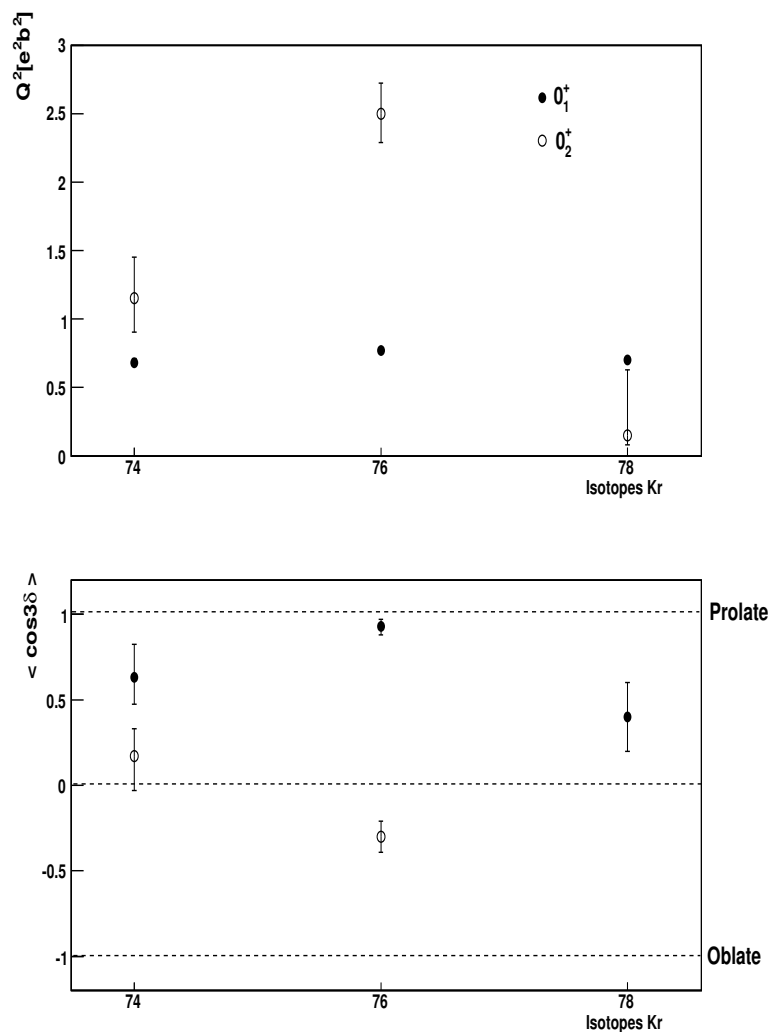 Q²[e²b²]
3
2.5
2
1.5
1
0.5
0
0₁⁺
0₂⁺
74 76 78
Isotopes Kr
< cos3δ >
1
0.5
0
-0.5
-1
Prolate
Oblate
74 76 78
Isotopes Kr